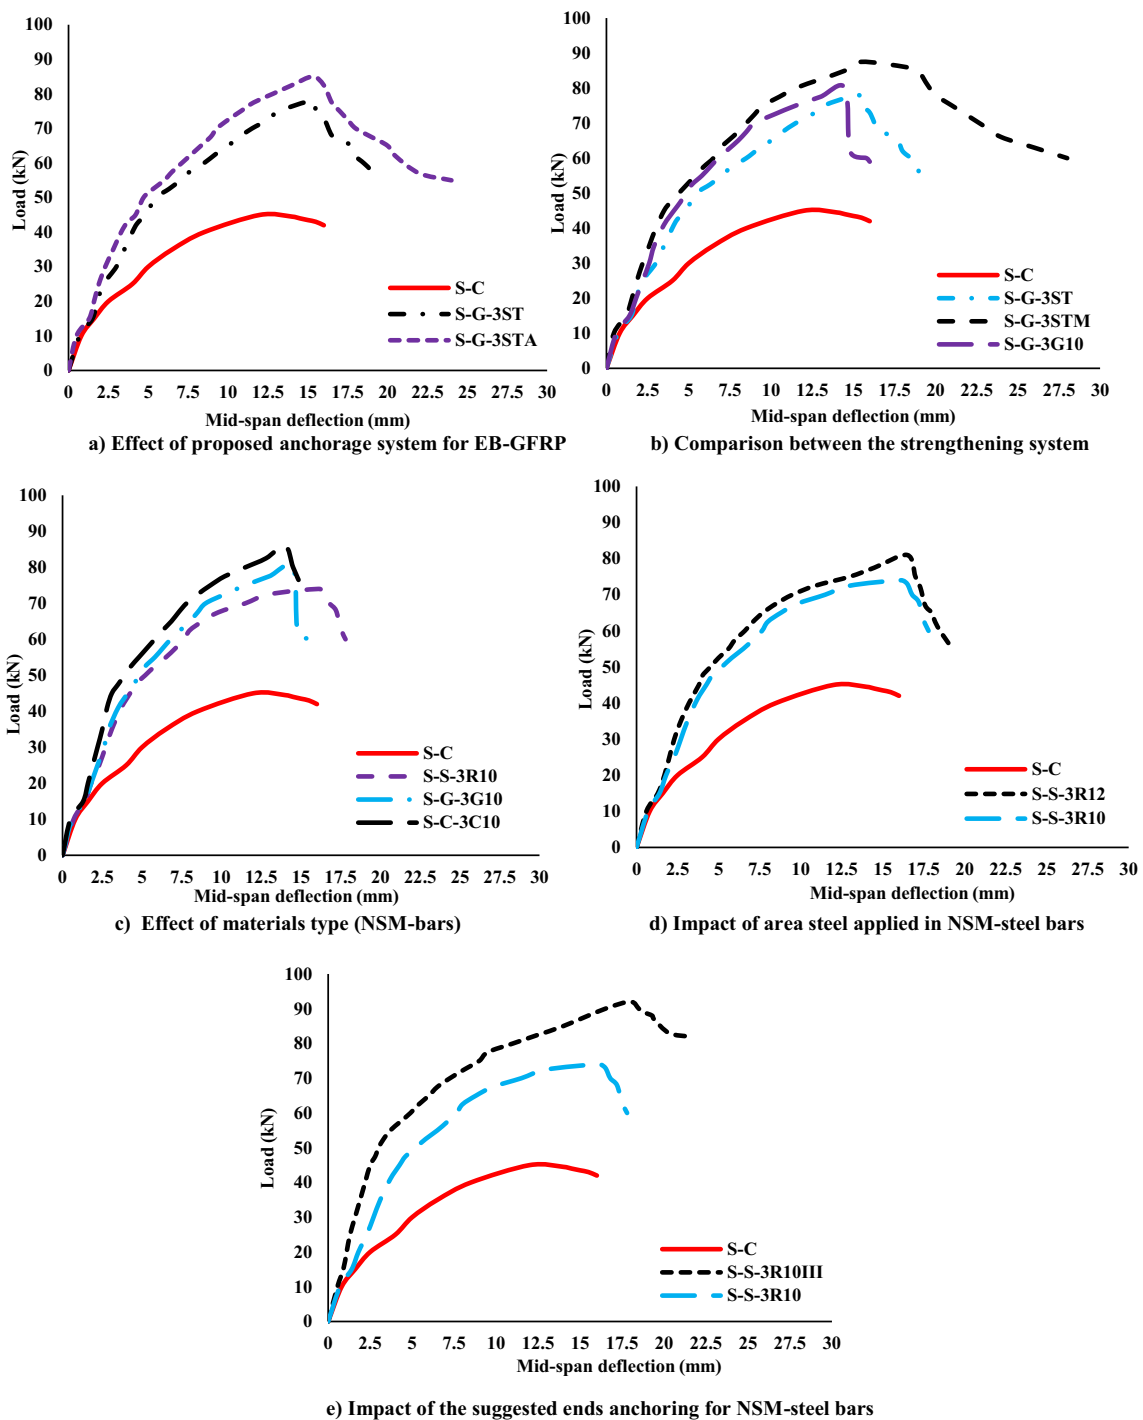 100
90
80
70
60
50
40
30
20
10
0
Load (kN)
S-C
S-G-3ST
S-G-3STA
0 2.5 5 7.5 10 12.5 15 17.5 20 22.5 25 27.5 30
Mid-span deflection (mm)
a) Effect of proposed anchorage system for EB-GFRP
100
90
80
70
60
50
40
30
20
10
0
Load (kN)
S-C
S-G-3ST
S-G-3STM
S-G-3G10
0 2.5 5 7.5 10 12.5 15 17.5 20 22.5 25 27.5 30
Mid-span deflection (mm)
b) Comparison between the strengthening system
100
90
80
70
60
50
40
30
20
10
0
Load (kN)
S-C
S-S-3R10
S-G-3G10
S-C-3C10
0 2.5 5 7.5 10 12.5 15 17.5 20 22.5 25 27.5 30
Mid-span deflection (mm)
c) Effect of materials type (NSM-bars)
100
90
80
70
60
50
40
30
20
10
0
Load (kN)
S-C
S-S-3R12
S-S-3R10
0 2.5 5 7.5 10 12.5 15 17.5 20 22.5 25 27.5 30
Mid-span deflection (mm)
d) Impact of area steel applied in NSM-steel bars
100
90
80
70
60
50
40
30
20
10
0
Load (kN)
S-C
S-S-3R10III
S-S-3R10
0 2.5 5 7.5 10 12.5 15 17.5 20 22.5 25 27.5 30
Mid-span deflection (mm)
e) Impact of the suggested ends anchoring for NSM-steel bars